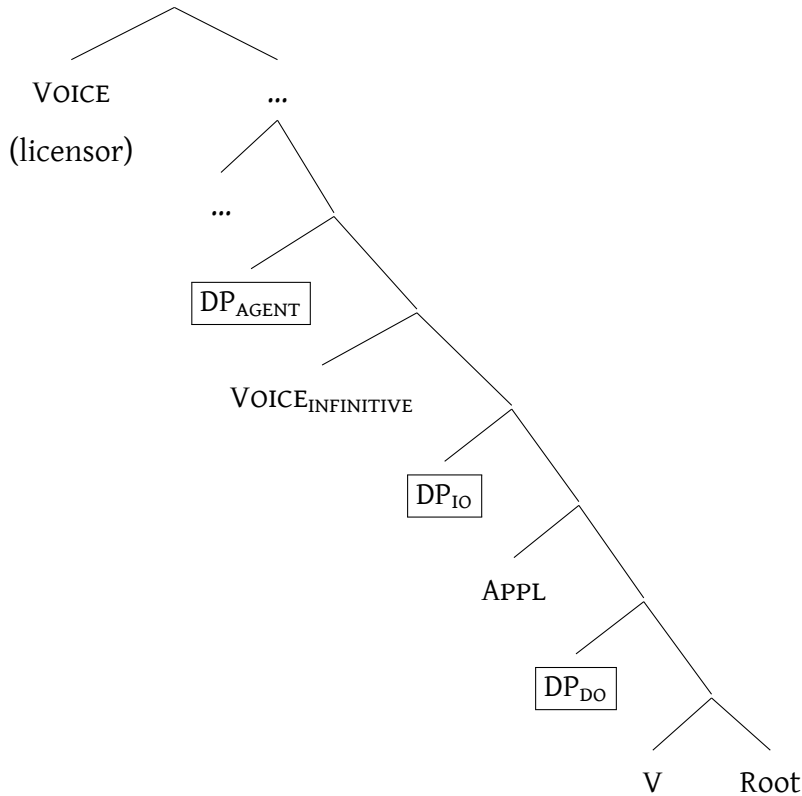 VOICE ...
(licensor)
...
DP_AGENT
VOICE_INFINITIVE
DP_IO
APPL
DP_DO
V Root